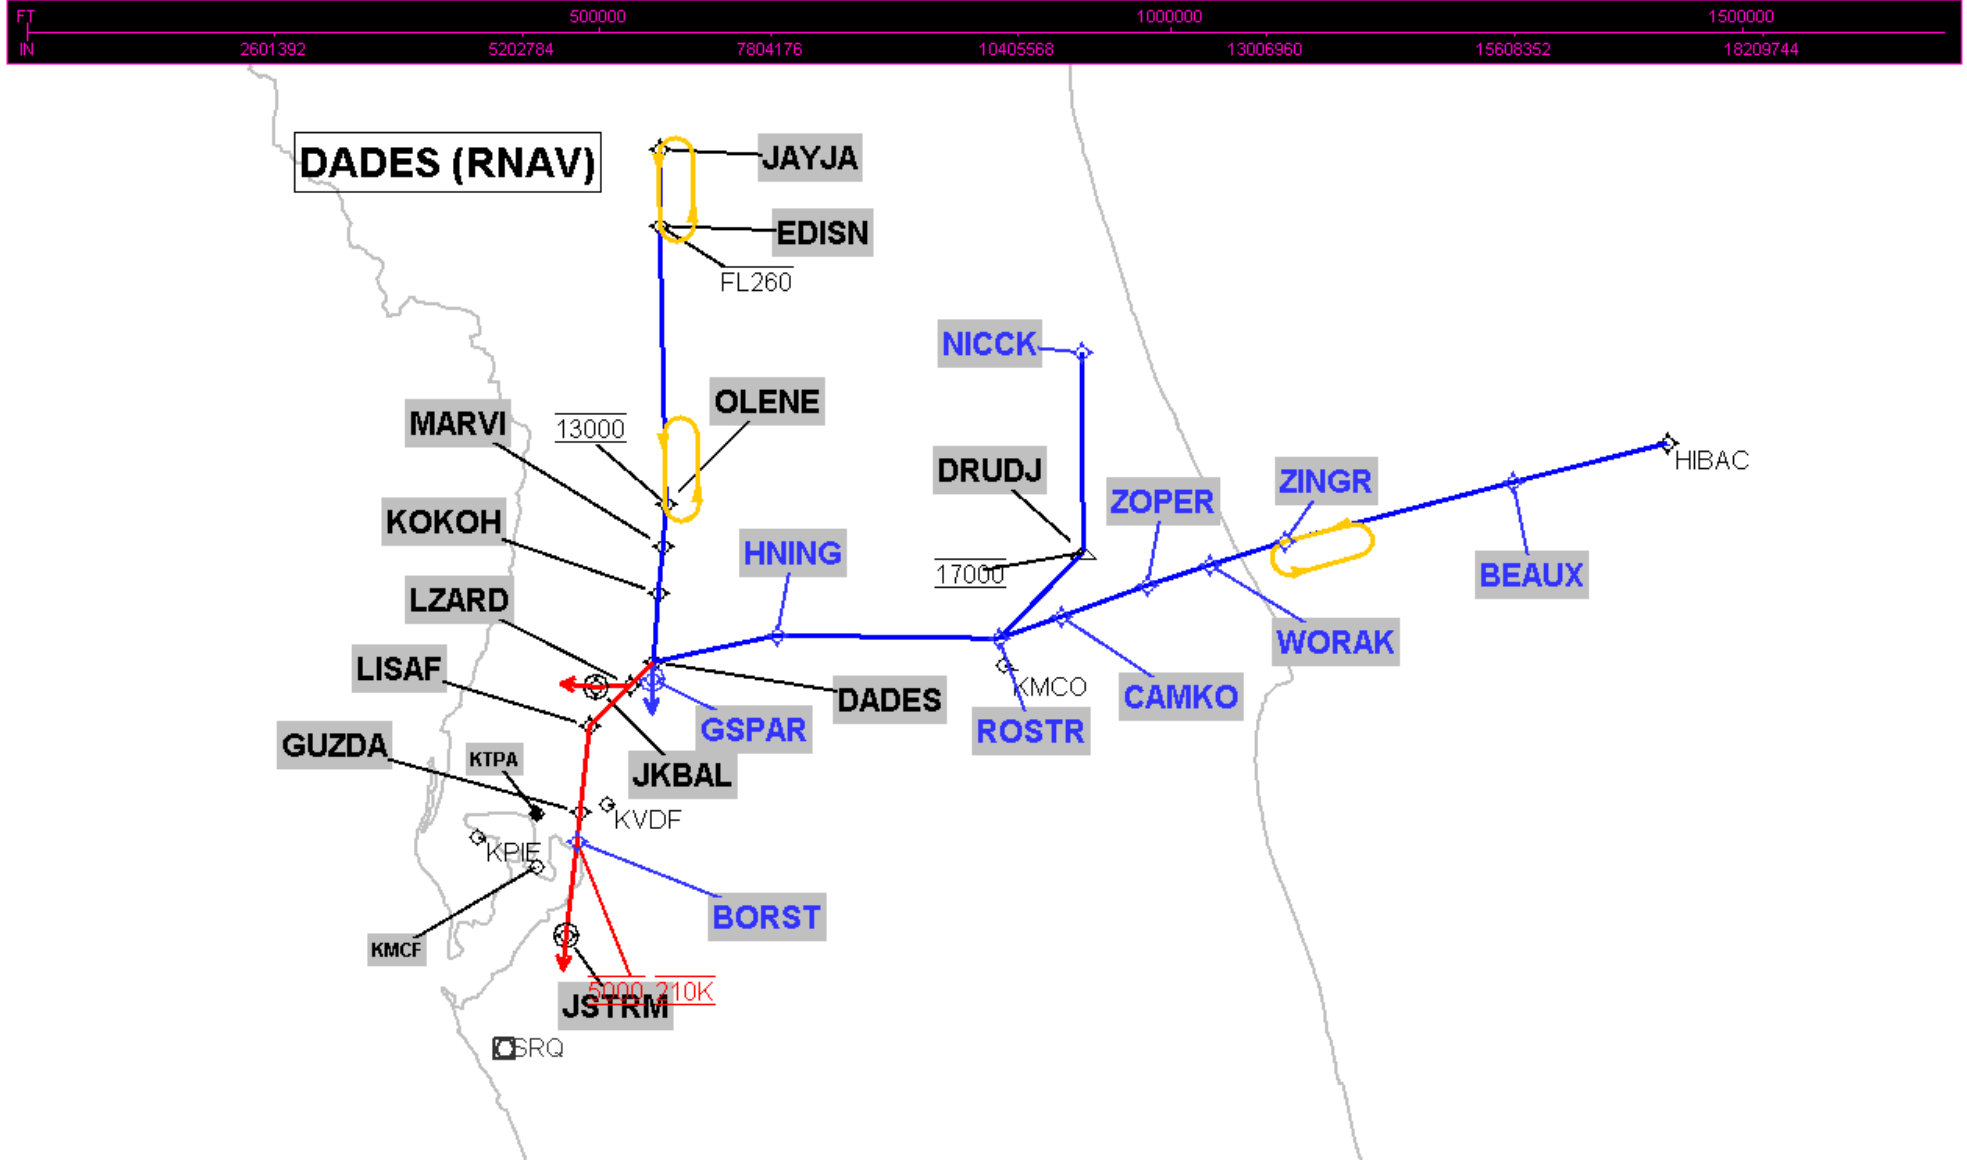 FT 500000 1000000 1500000
IN 2601392 5202784 7804176 10405568 13006960 15608352 18209744
DADES (RNAV)
JAYJA
EDISN
FL260
NICCK
OLENE
MARVI
13000
HIBAC
DRUDJ
ZINGR
ZOPER
KOKOH
HNING
17000
BEAUX
LZARD
WORAK
LISAF
KMCO
DADES
CAMKO
GSPAR
ROSTR
GUZDA
KTPA
JKBAL
KVDF
KPIE
BORST
KMCF
5000 210K
JSTRM
SRQ